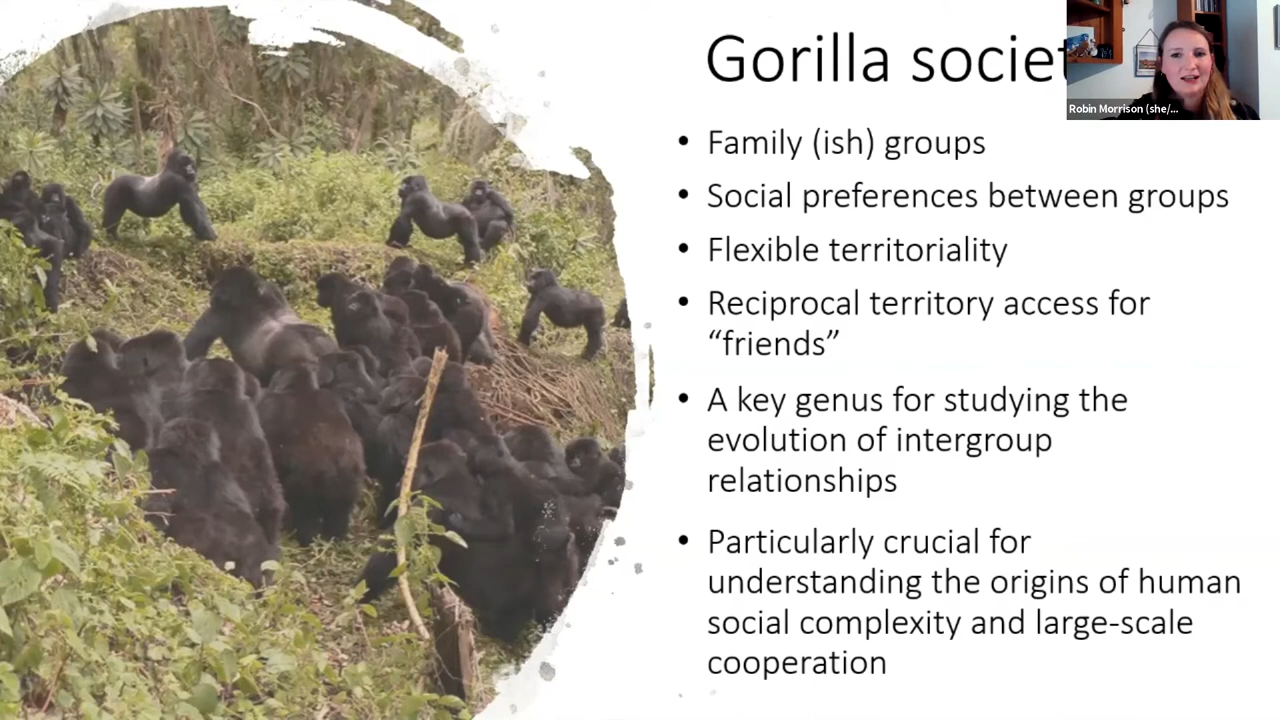 Gorilla societ
Robin Morrison (she/...
• Family (ish) groups
• Social preferences between groups
• Flexible territoriality
• Reciprocal territory access for
“friends”
• A key genus for studying the
evolution of intergroup
relationships
• Particularly crucial for
understanding the origins of human
social complexity and large-scale
cooperation